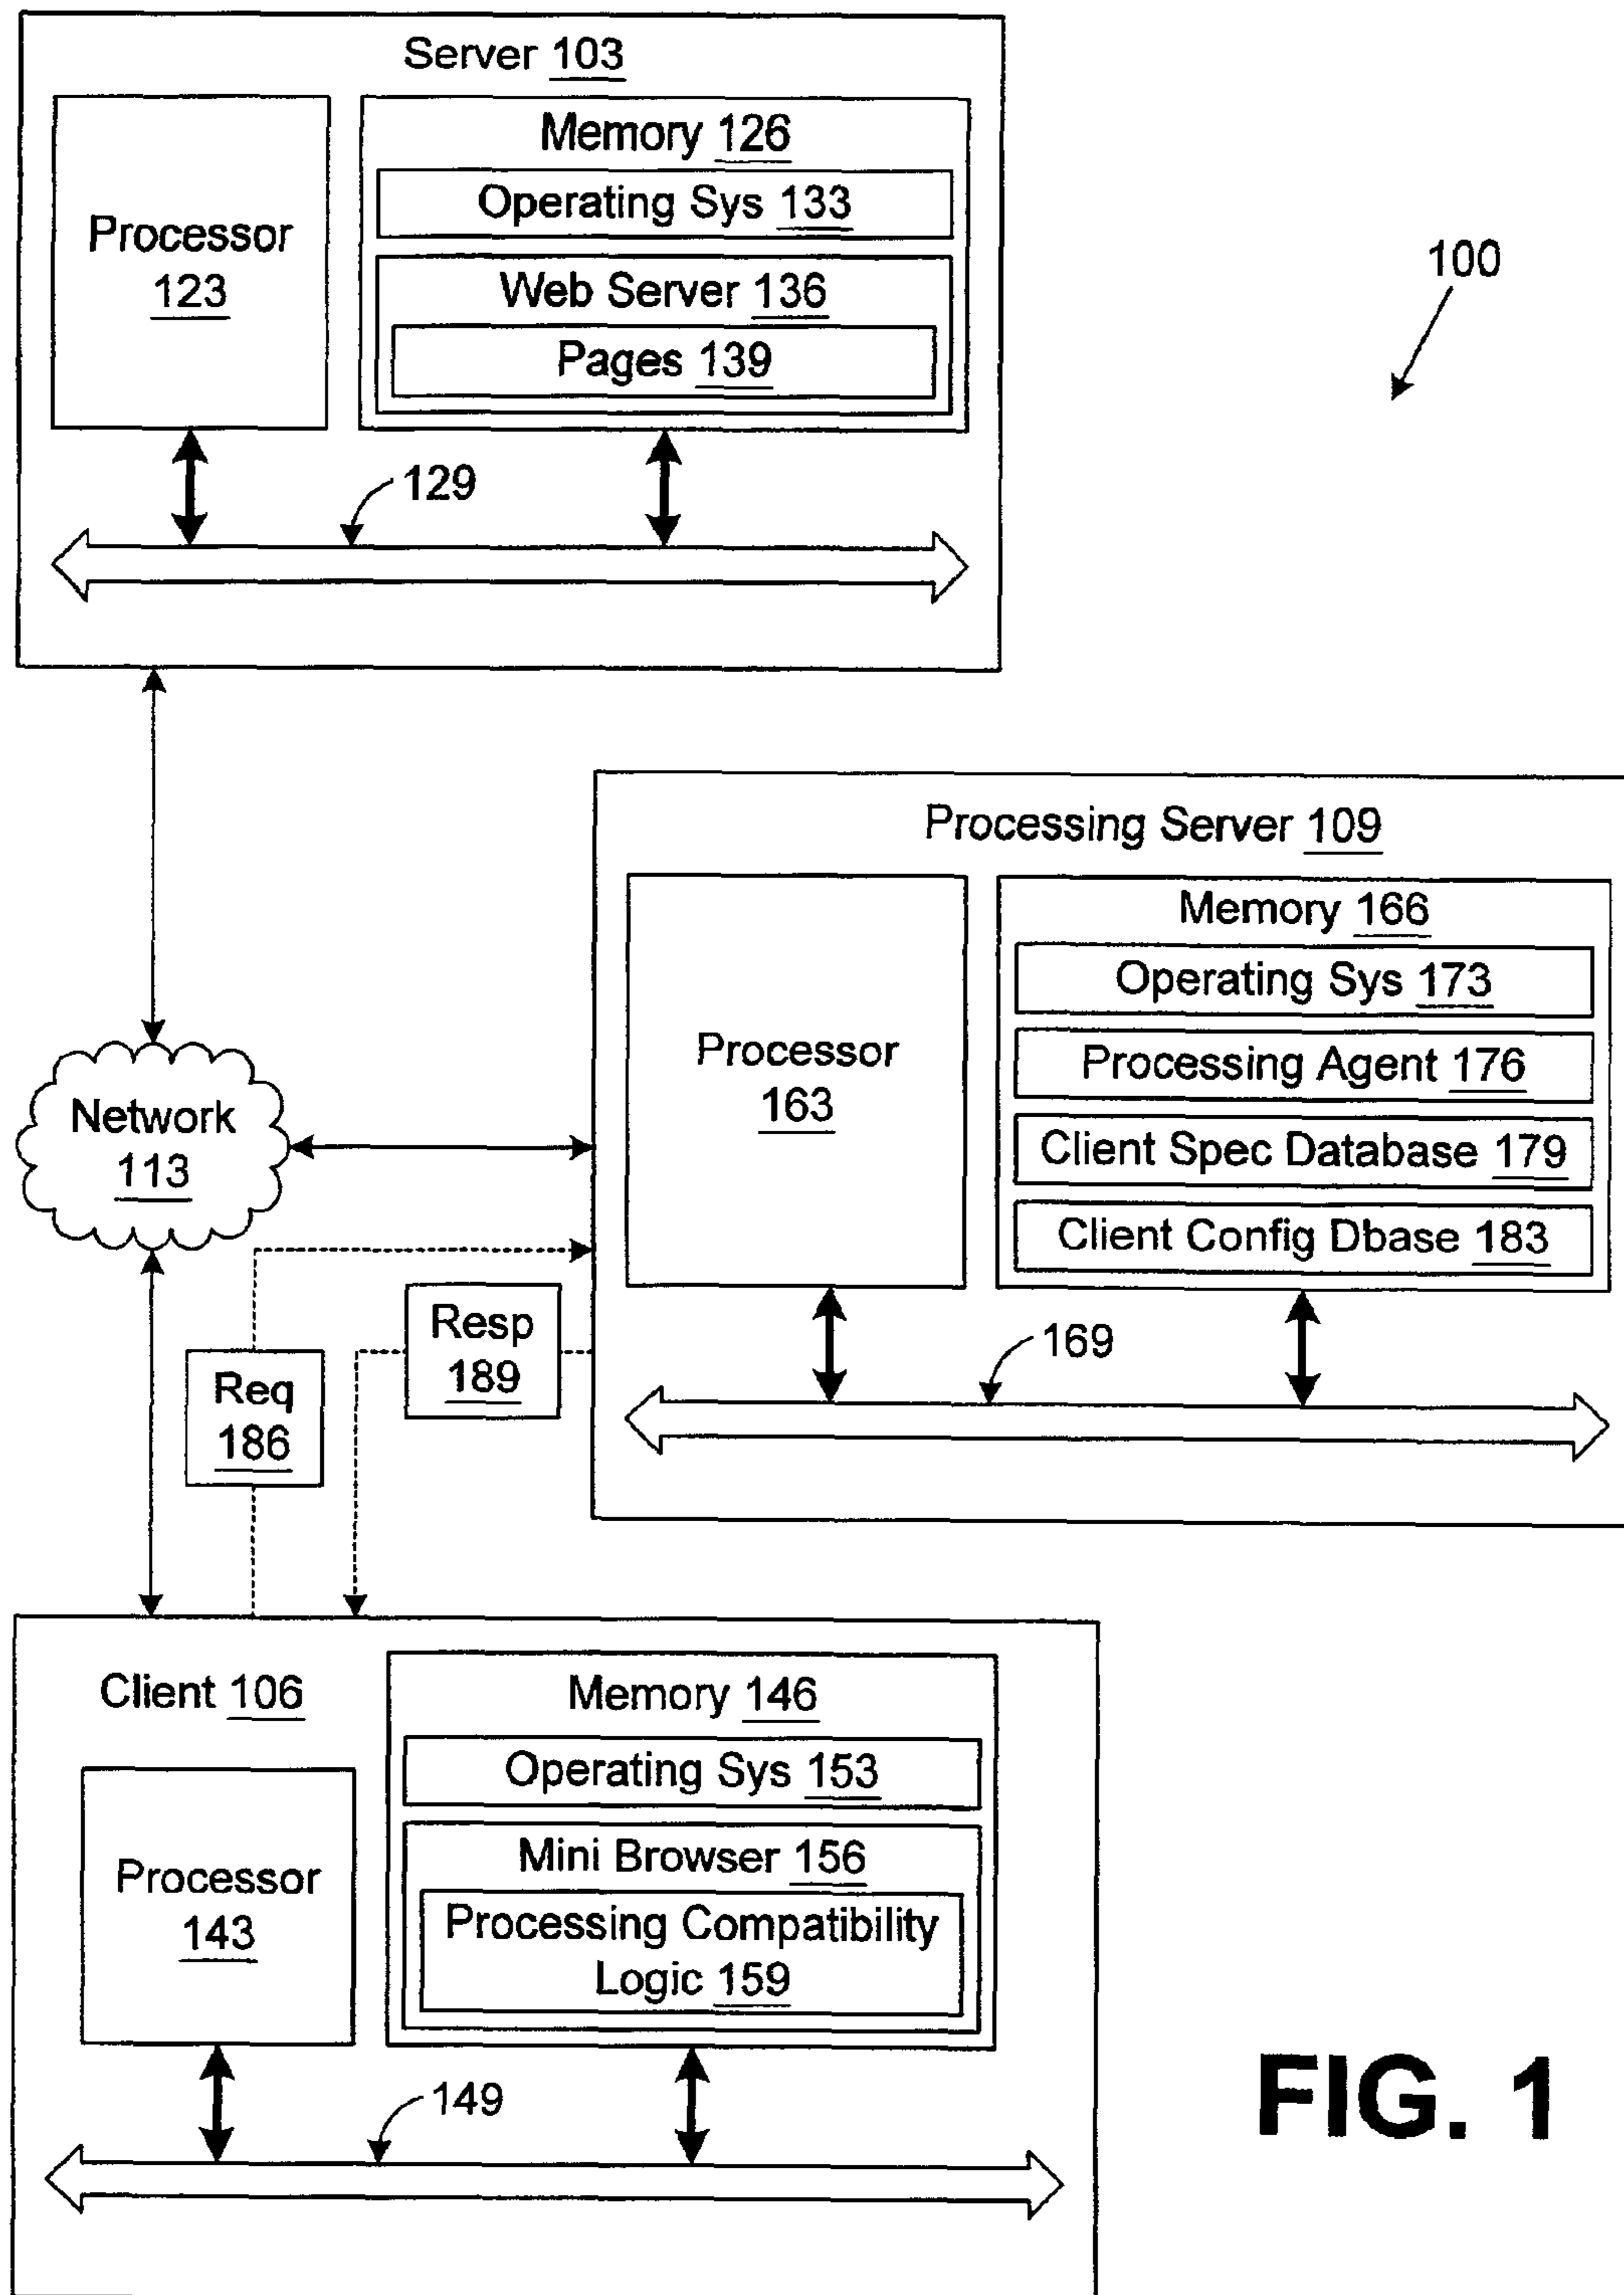 Server 103
Processor
123
Memory 126
Operating Sys 133
Web Server 136
Pages 139
129
100
Processing Server 109
Processor
163
Memory 166
Operating Sys 173
Processing Agent 176
Client Spec Database 179
Client Config Dbase 183
169
Network
113
Req
186
Resp
189
Client 106
Processor
143
Memory 146
Operating Sys 153
Mini Browser 156
Processing Compatibility
Logic 159
149
FIG. 1